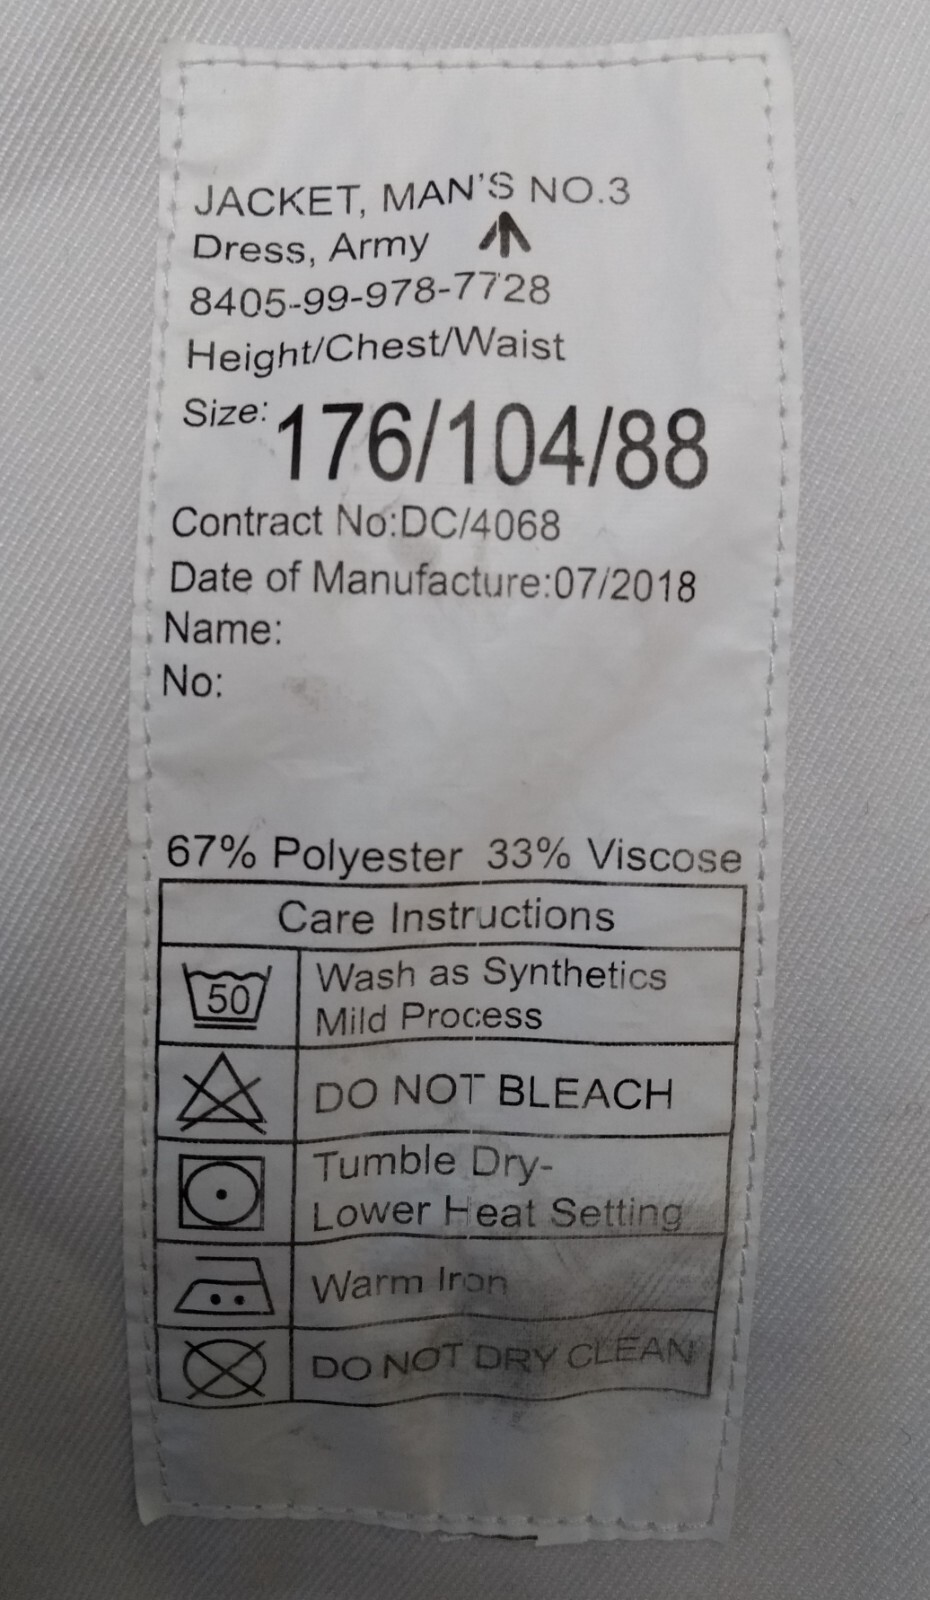 JACKET, MAN'S NO.3
Dress, Army
8405-99-978-7728
Height/Chest/Waist
Size: 176/104/88
Contract No:DC/4068
Date of Manufacture:07/2018
Name:
No:
67% Polyester 33% Viscose
Care Instructions
50
Wash as Synthetics
Mild Process
DO NOT BLEACH
Tumble Dry-
Lower Heat Setting
Warm Iron
DO NOT DRY CLEAN